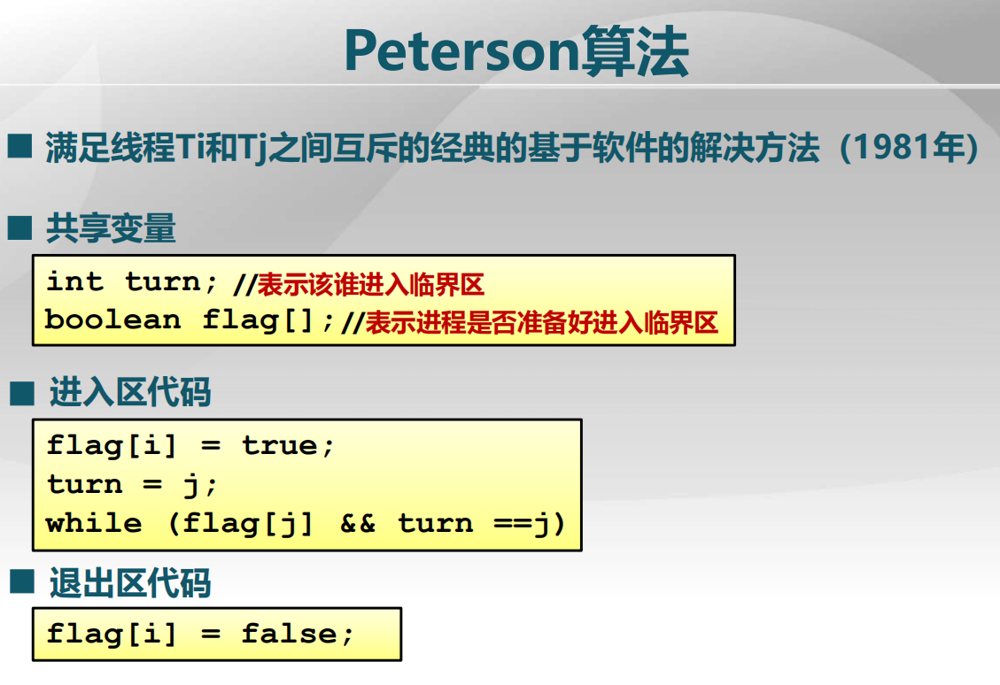 Peterson算法
满足线程Ti和Tj之间互斥的经典的基于软件的解决方法（1981年）
共享变量
int turn; //表示该谁进入临界区
boolean flag[];//表示进程是否准备好进入临界区
进入区代码
flag[i] = true;
turn = j;
while (flag[j] && turn ==j)
退出区代码
flag[i] = false;